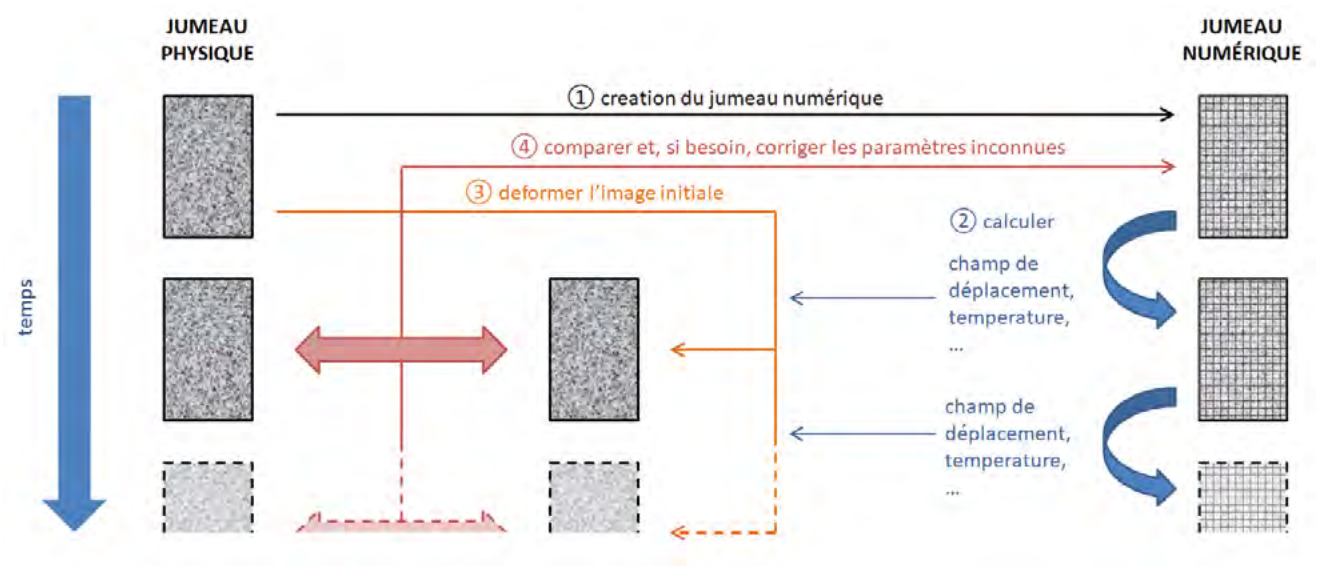 JUMEAU
PHYSIQUE
JUMEAU
NUMÉRIQUE
① creation du jumeau numérique
④ comparer et, si besoin, corriger les paramètres inconnues
③ deformer l'image initiale
② calculer
champ de
déplacement,
temperature,
...
temps
champ de
déplacement,
temperature,
...